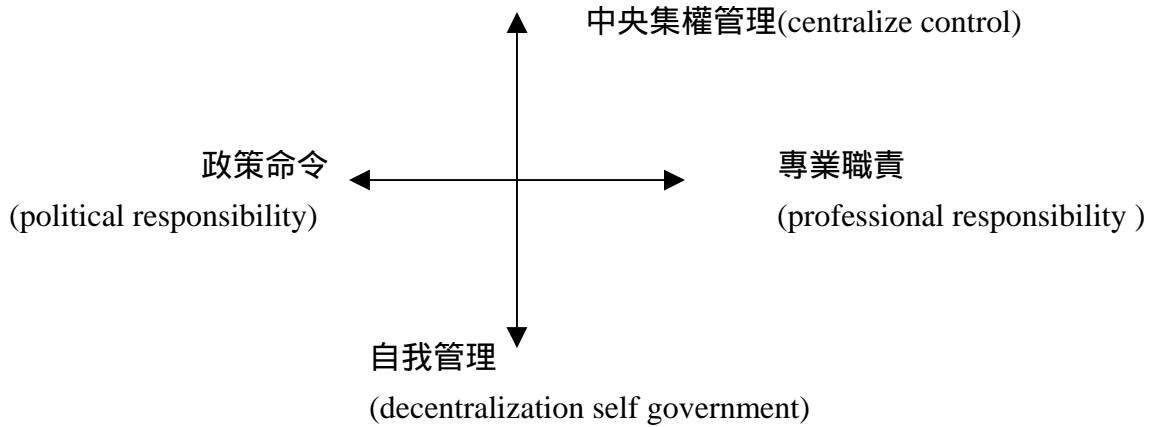 中央集權管理(centralize control)
政策命令
(political responsibility)
專業職責
(professional responsibility )
自我管理
(decentralization self government)